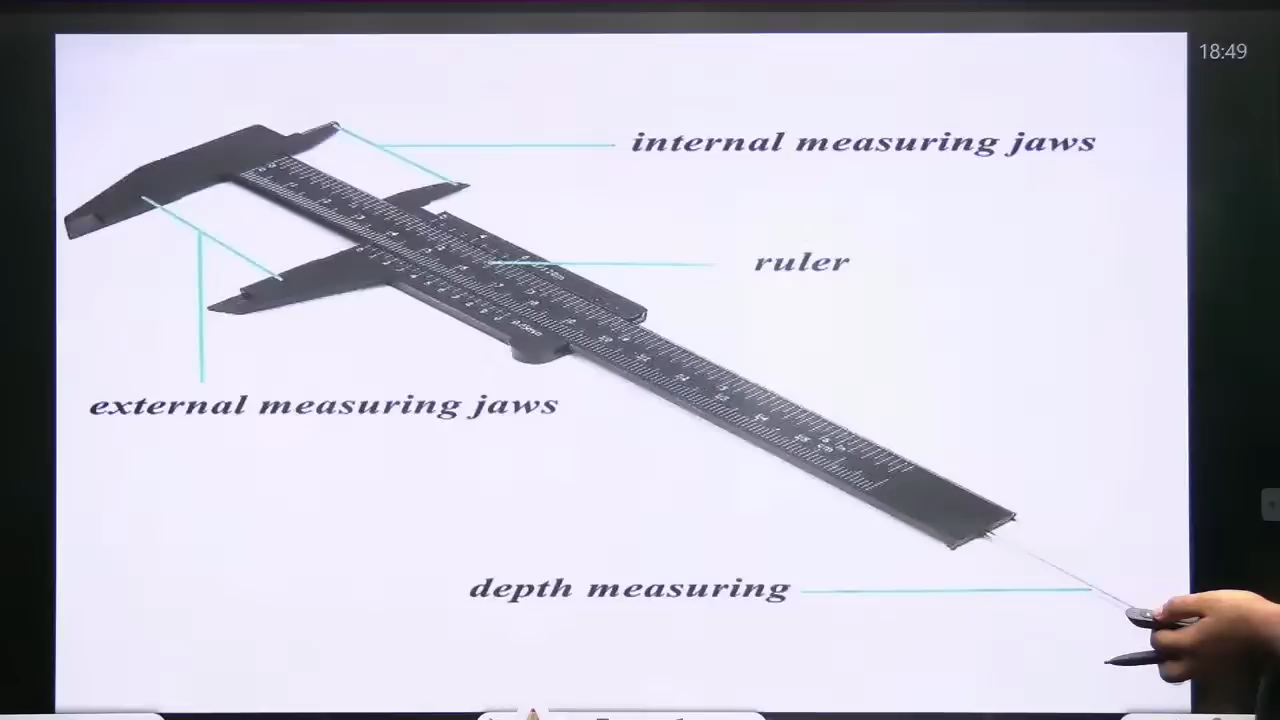 18:49
internal measuring jaws
ruler
external measuring jaws
depth measuring